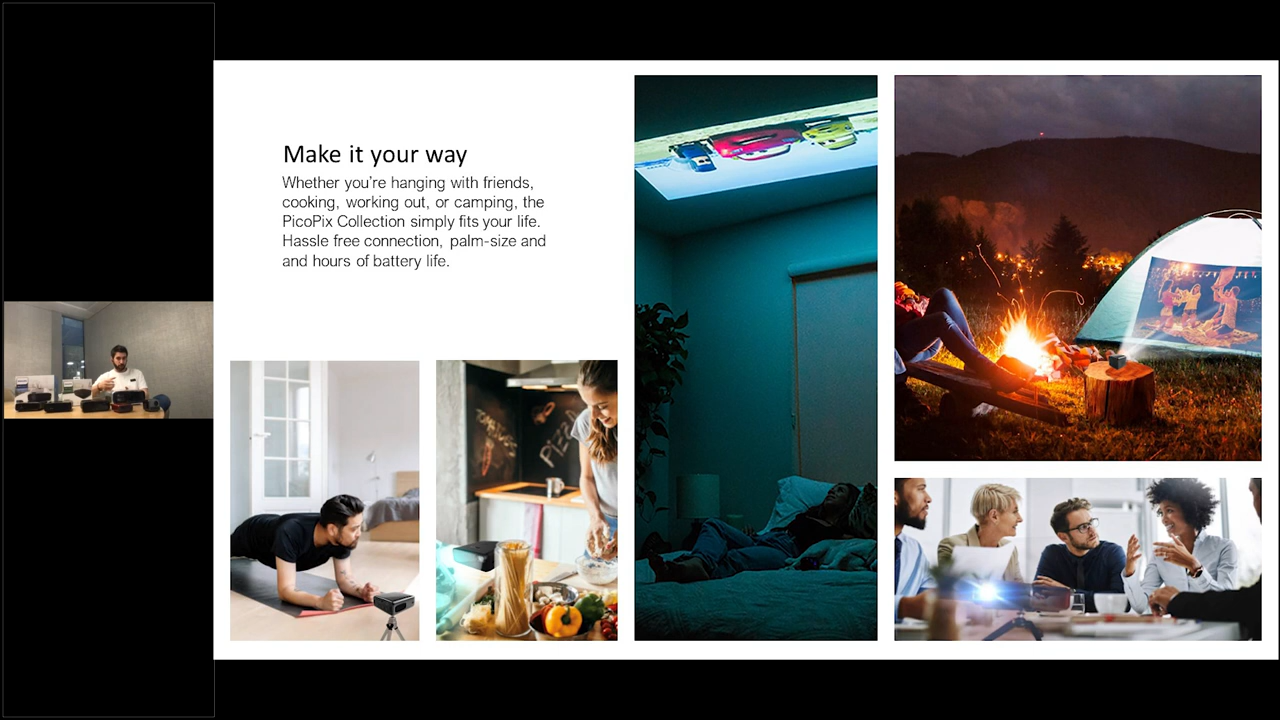 Make it your way
Whether you’re hanging with friends,
cooking, working out, or camping, the
PicoPix Collection simply fits your life.
Hassle free connection, palm-size and
and hours of battery life.
PIZZA